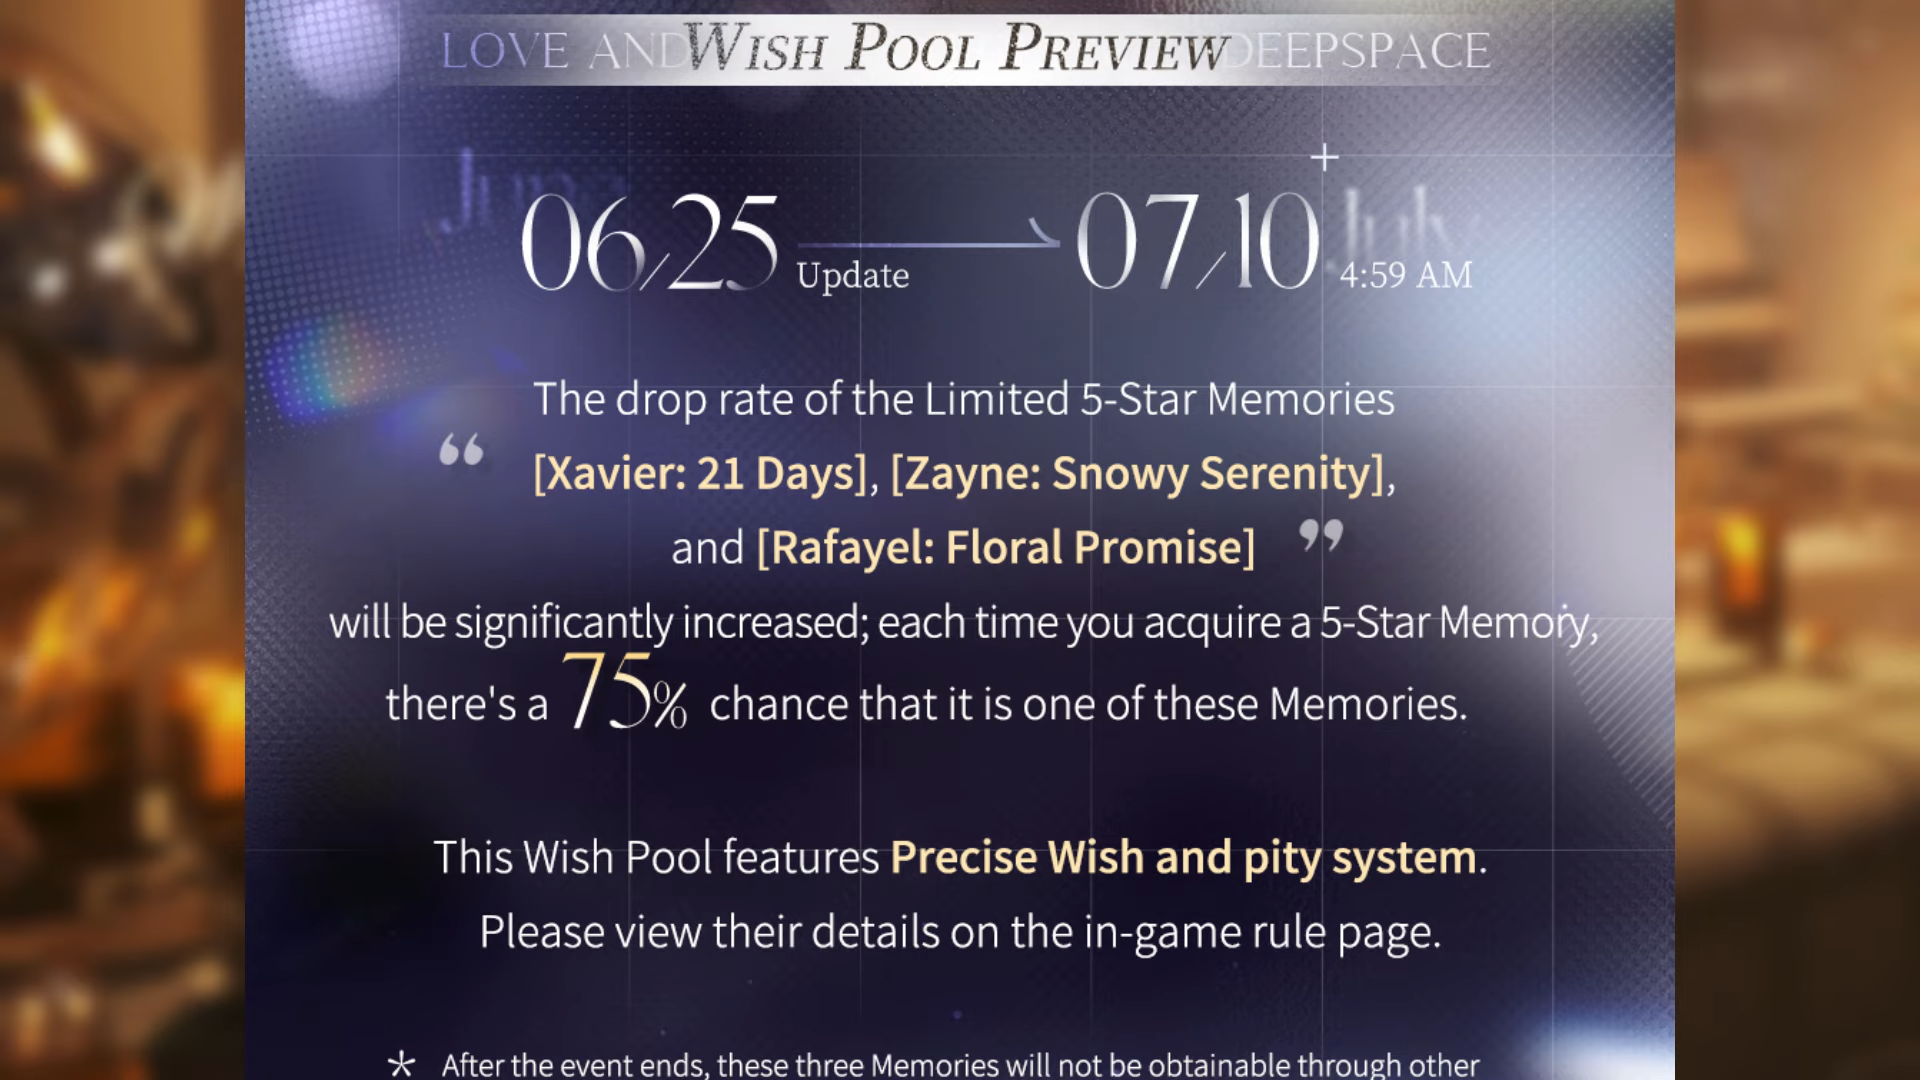 LOVE AND WISH POOL PREVIEW DEEPSPACE
06/25 Update 07/10 4:59 AM July
The drop rate of the Limited 5-Star Memories
“ [Xavier: 21 Days], [Zayne: Snowy Serenity],
and [Rafayel: Floral Promise] ”
will be significantly increased; each time you acquire a 5-Star Memory,
there's a 75% chance that it is one of these Memories.
This Wish Pool features Precise Wish and pity system.
Please view their details on the in-game rule page.
* After the event ends, these three Memories will not be obtainable through other